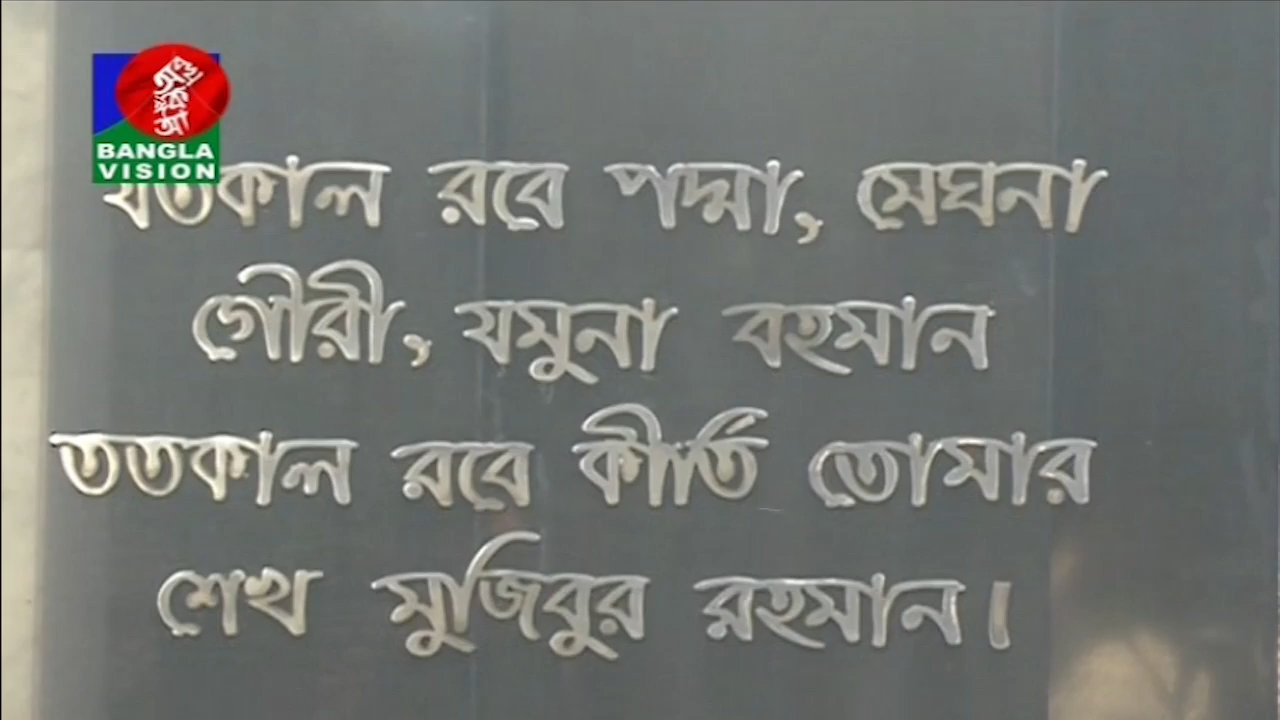 BANGLA
VISION
যতকাল রবে পদ্মা, মেঘনা
গৌরী, যমুনা বহমান
ততকাল রবে কীর্তি তোমার
শেখ মুজিবুর রহমান।